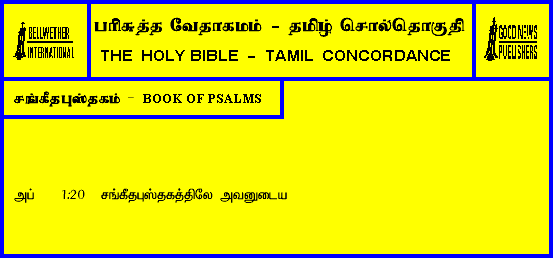 BELLWETHER
INTERNATIONAL
பரிசுத்த வேதாகமம் - தமிழ் சொல்தொகுதி
THE HOLY BIBLE - TAMIL CONCORDANCE
GOOD NEWS
PUBLISHERS
சங்கீதபுஸ்தகம் - BOOK OF PSALMS
அப் 1:20 சங்கீதபுஸ்தகத்திலே அவனுடைய